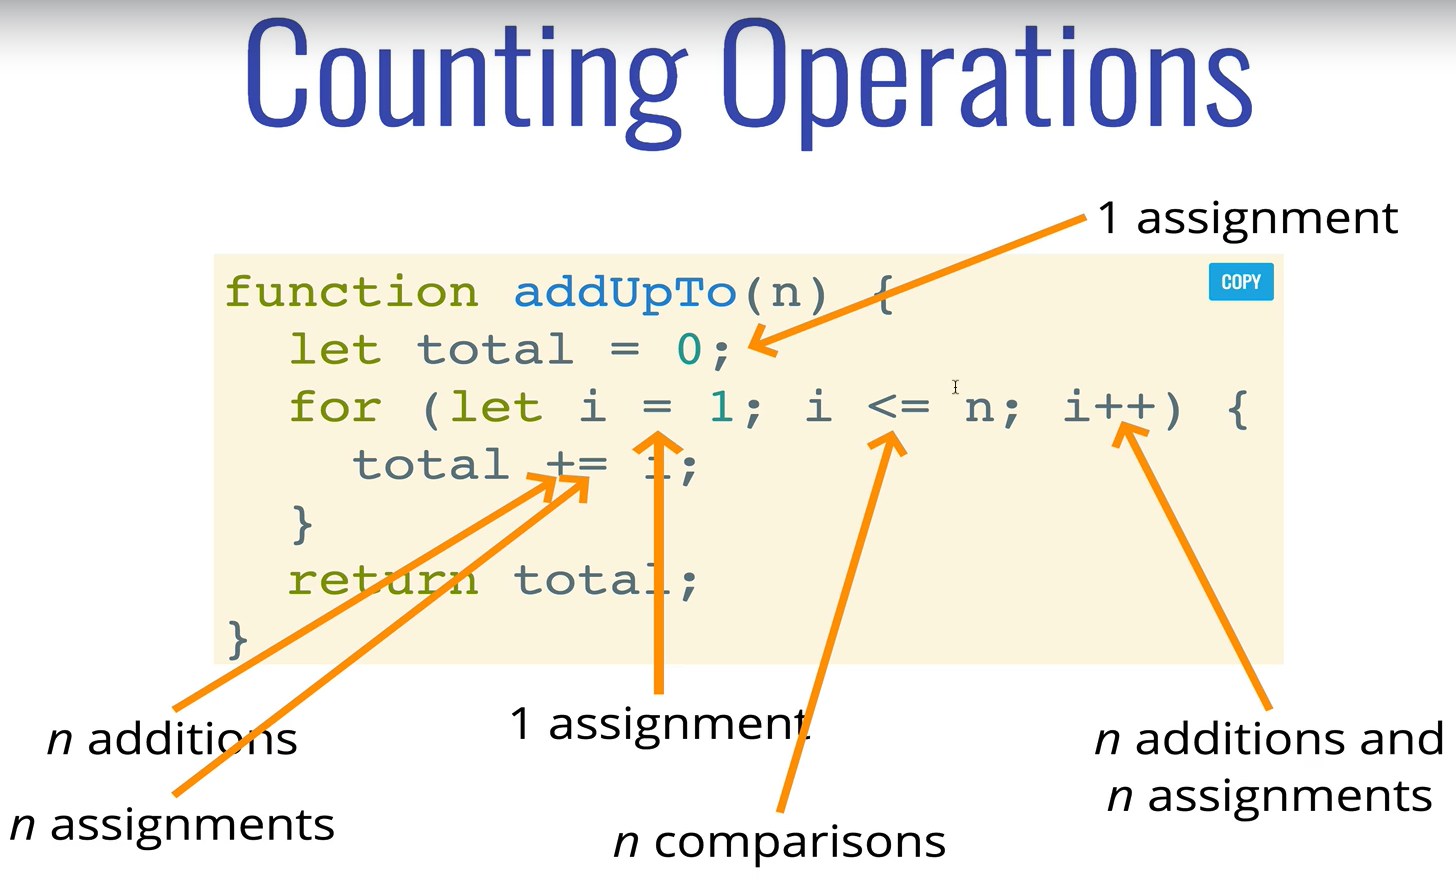 Counting Operations
1 assignment
COPY
function addUpTo(n) {
let total = 0;
for (let i = 1; i <= n; i++) {
total += i;
}
return total;
}
n additions
n assignments
1 assignment
n comparisons
n additions and
n assignments